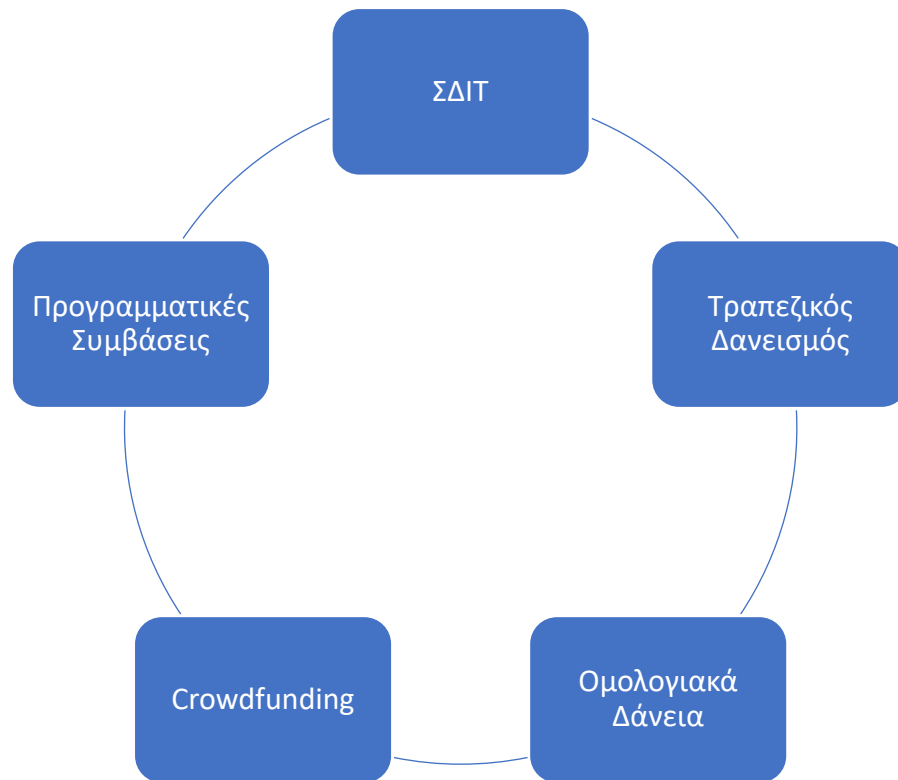 ΣΔΙΤ
Προγραμματικές
Συμβάσεις
Τραπεζικός
Δανεισμός
Crowdfunding
Ομολογιακά
Δάνεια